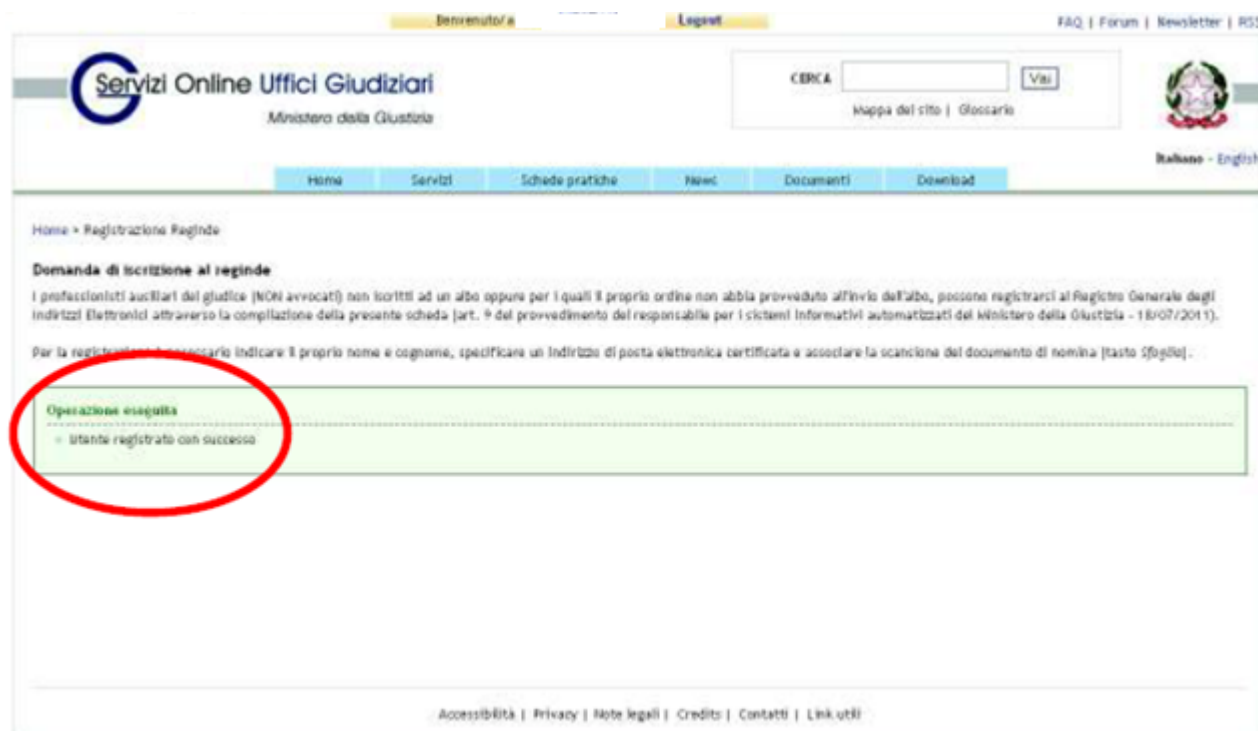 Benvenuto/a
Logout
FAQ | Forum | Newsletter | RSS
Servizi Online Uffici Giudiziari
Ministero della Giustizia
CERCA
Vai
Mappa del sito | Glossario
Italiano - English
Home Servizi Schede pratiche News Documenti Download
Home > Registrazione Reginde
Domanda di iscrizione al reginde
I professionisti ausiliari del giudice (NON avvocati) non iscritti ad un albo oppure per i quali il proprio ordine non abbia provveduto all'invio dell'albo, possono registrarsi al Registro Generale degli
Indirizzi Elettronici attraverso la compilazione della presente scheda (art. 9 del provvedimento del responsabile per i sistemi informativi automatizzati del Ministero della Giustizia - 18/07/2011).
Per la registrazione è necessario indicare il proprio nome e cognome, specificare un indirizzo di posta elettronica certificata e associare la scansione del documento di nomina (tasto Sfoglia).
Operazione eseguita
Utente registrato con successo
Accessibilità | Privacy | Note legali | Credits | Contatti | Link utili